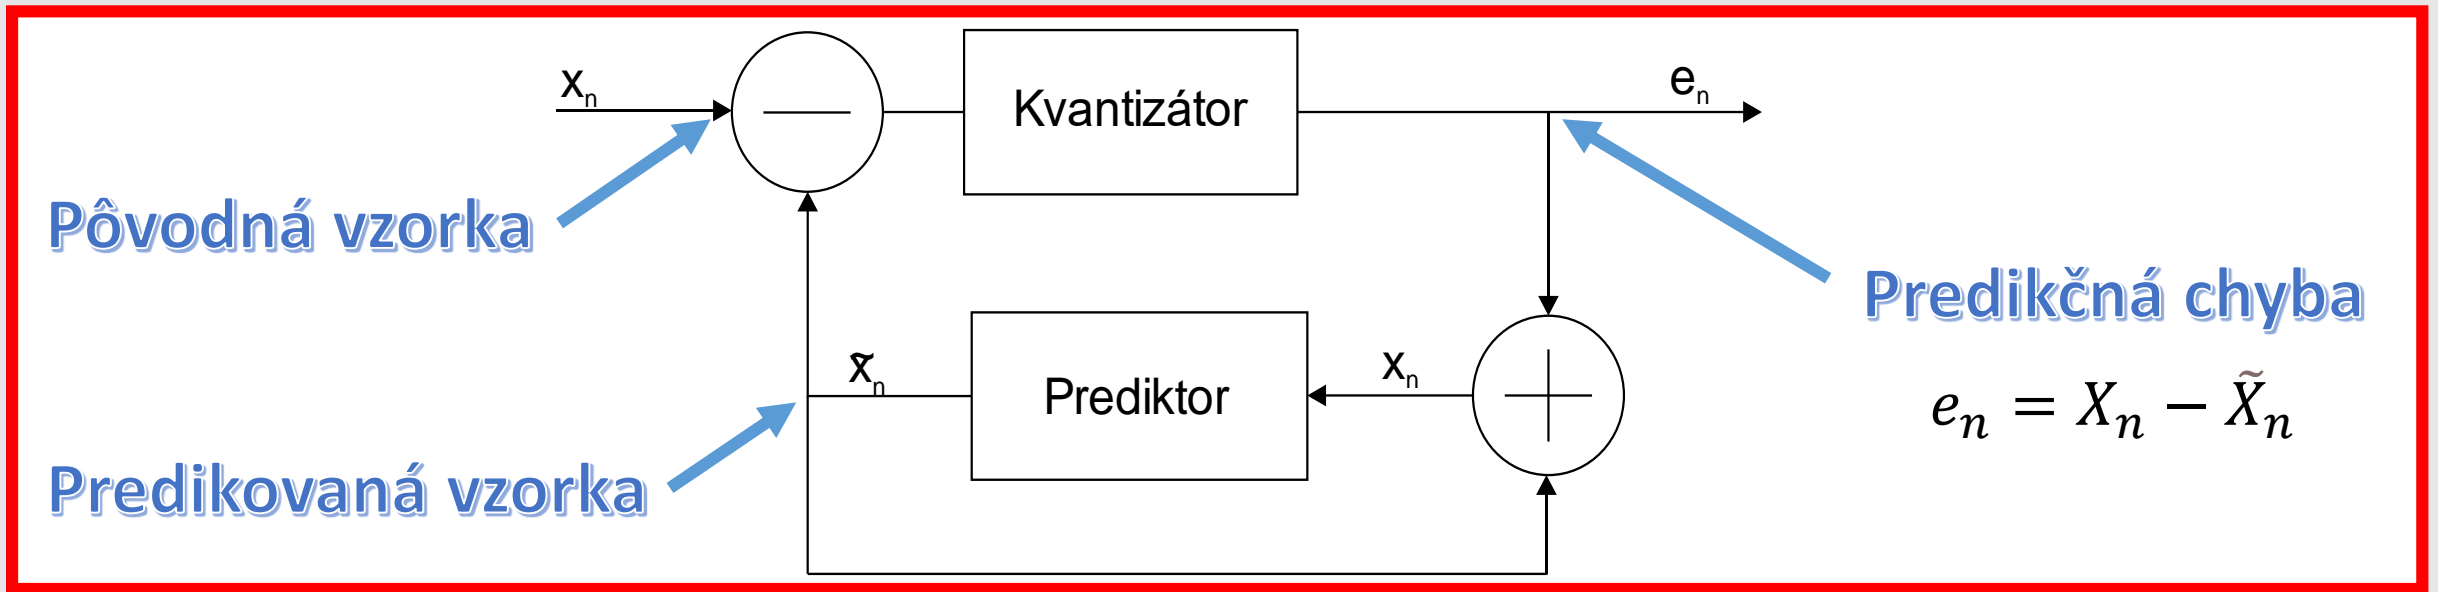 xₙ
Kvantizátor
eₙ
Pôvodná vzorka
Predikčná chyba
x̃ₙ
Prediktor
xₙ
eₙ = Xₙ − X̃ₙ
Predikovaná vzorka